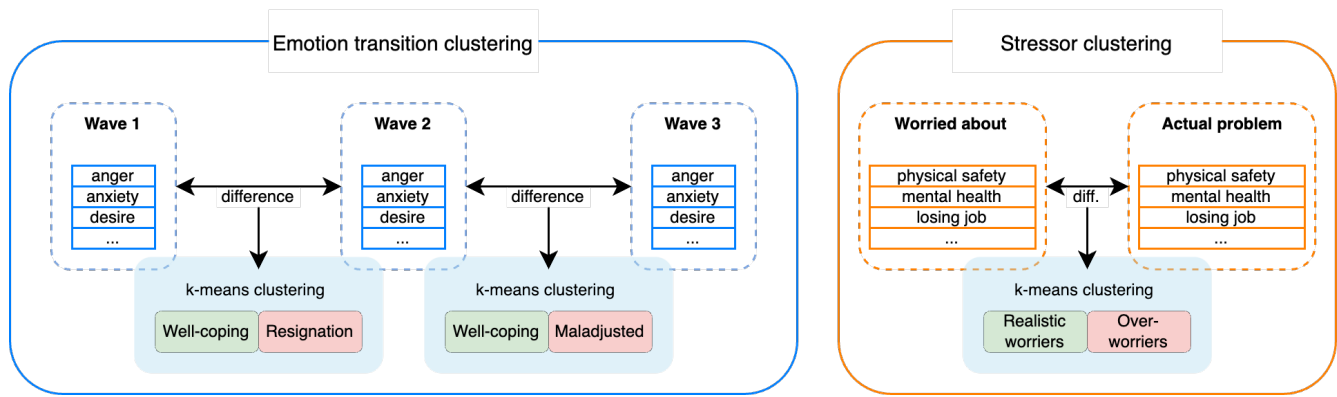 Emotion transition clustering
Wave 1
anger
anxiety
desire
...
difference
Wave 2
anger
anxiety
desire
...
difference
Wave 3
anger
anxiety
desire
...
k-means clustering
Well-coping
Resignation
k-means clustering
Well-coping
Maladjusted
Stressor clustering
Worried about
physical safety
mental health
losing job
...
diff.
Actual problem
physical safety
mental health
losing job
...
k-means clustering
Realistic
worriers
Over-
worriers